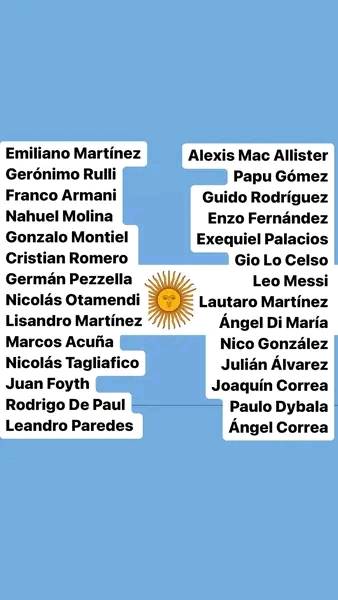 Emiliano Martínez
Gerónimo Rulli
Franco Armani
Nahuel Molina
Gonzalo Montiel
Cristian Romero
Germán Pezzella
Nicolás Otamendi
Lisandro Martínez
Marcos Acuña
Nicolás Tagliafico
Juan Foyth
Rodrigo De Paul
Leandro Paredes
Alexis Mac Allister
Papu Gómez
Guido Rodríguez
Enzo Fernández
Exequiel Palacios
Gio Lo Celso
Leo Messi
Lautaro Martínez
Ángel Di María
Nico González
Julián Álvarez
Joaquín Correa
Paulo Dybala
Ángel Correa